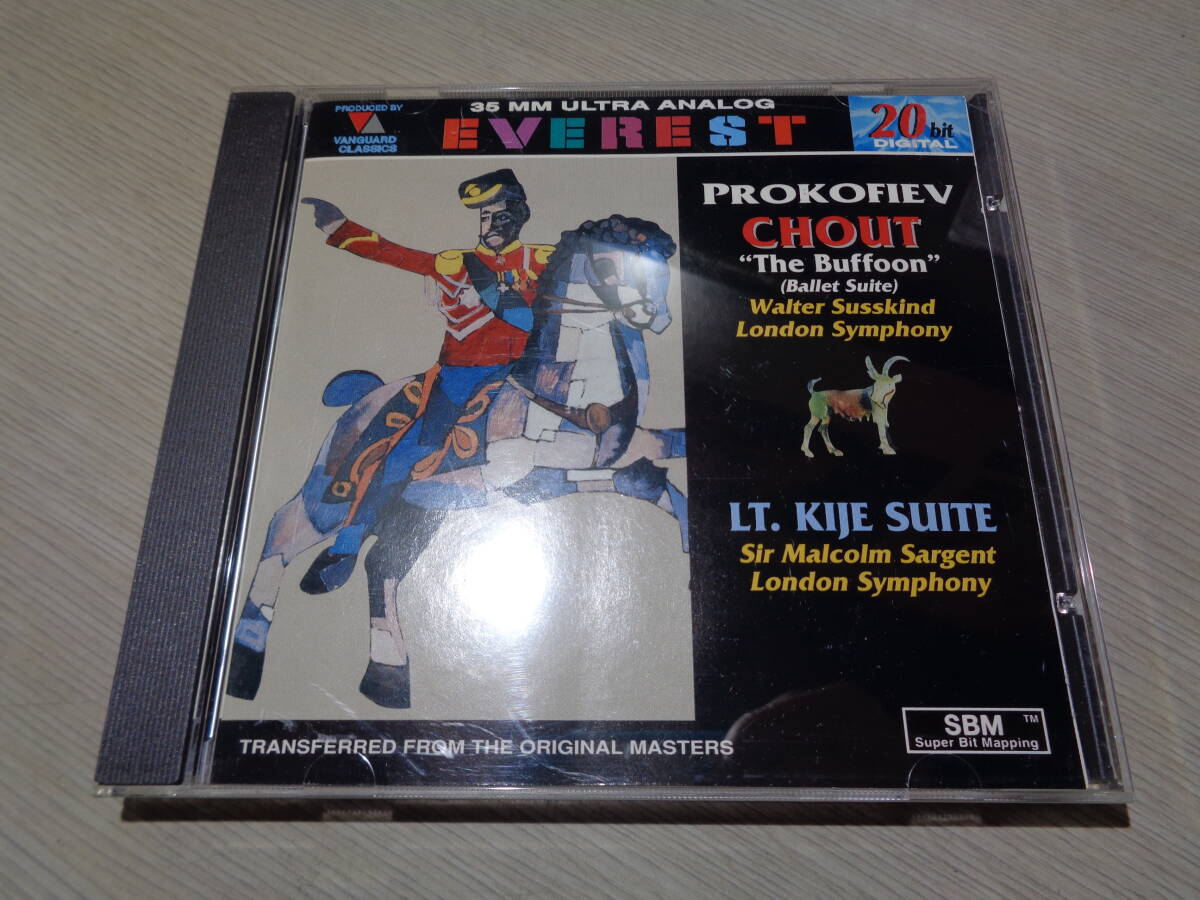 PRODUCED BY
VANGUARD
CLASSICS
35 MM ULTRA ANALOG
EVEREST
20 bit
DIGITAL
PROKOFIEV
CHOUT
“The Buffoon”
(Ballet Suite)
Walter Susskind
London Symphony
LT. KIJE SUITE
Sir Malcolm Sargent
London Symphony
TRANSFERRED FROM THE ORIGINAL MASTERS
SBM ™
Super Bit Mapping